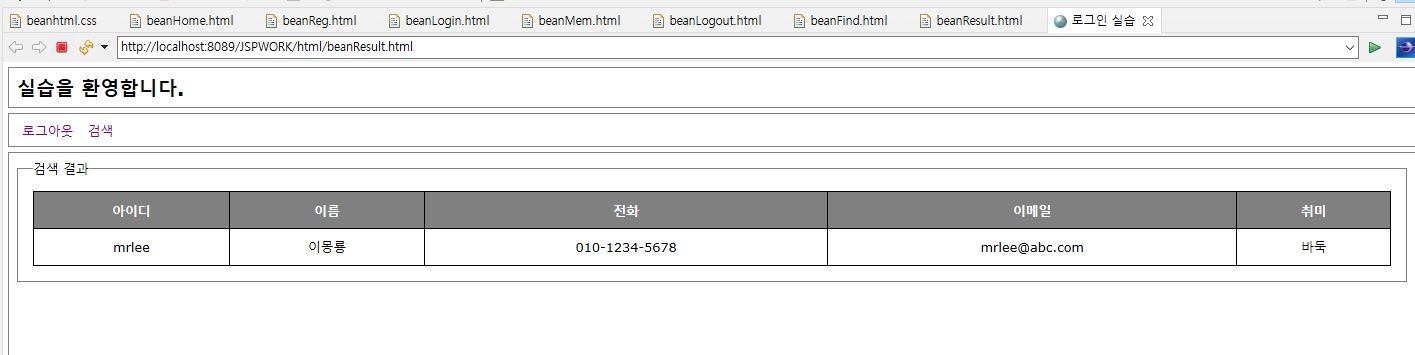 beanhtml.css beanHome.html beanReg.html beanLogin.html beanMem.html beanLogout.html beanFind.html beanResult.html 로그인 실습
http://localhost:8089/JSPWORK/html/beanResult.html
실습을 환영합니다.
로그아웃 검색
검색 결과
아이디 이름 전화 이메일 취미
mrlee 이몽룡 010-1234-5678 mrlee@abc.com 바둑